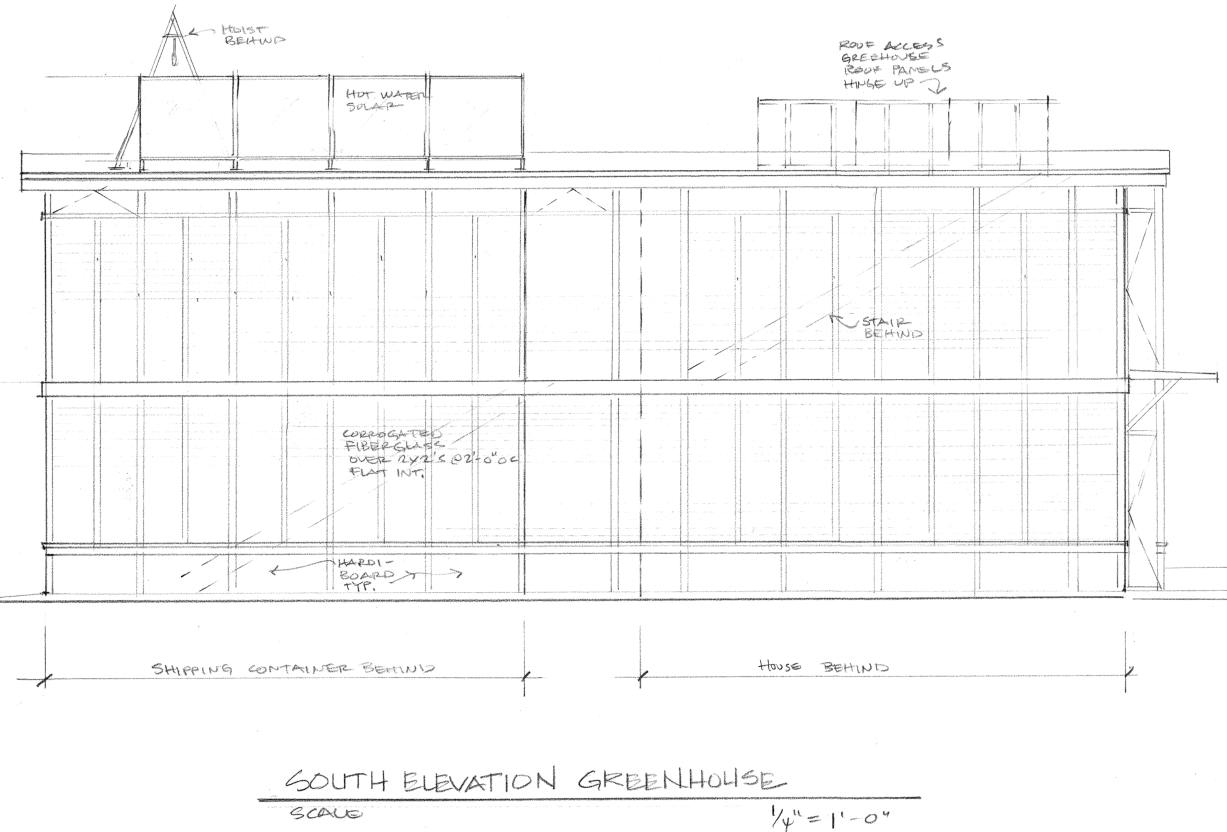 HOIST
BEHIND
ROOF ACCESS
GREEHOUSE
ROOF PANELS
HINGE UP
HOT WATER
SOLAR
STAIR
BEHIND
CORROGATED
FIBERGLASS
OVER 2X2'S @2'-0" OC
FLAT INT.
HARDI-
BOARD
TYP.
SHIPPING CONTAINER BEHIND
HOUSE BEHIND
SOUTH ELEVATION GREENHOUSE
SCALE 1/4" = 1'-0"